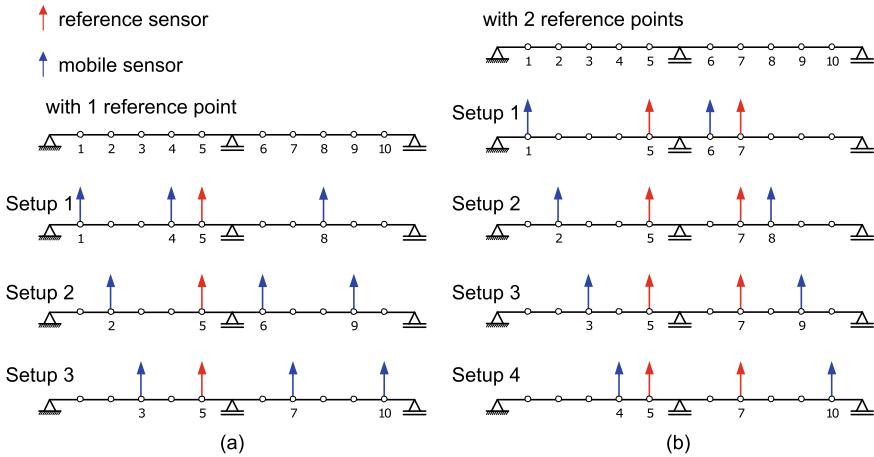 reference sensor
mobile sensor
with 1 reference point
1 2 3 4 5 6 7 8 9 10
Setup 1
1 4 5 8
Setup 2
2 5 6 9
Setup 3
3 5 7 10
(a)
with 2 reference points
1 2 3 4 5 6 7 8 9 10
Setup 1
1 5 6 7
Setup 2
2 5 7 8
Setup 3
3 5 7 9
Setup 4
4 5 7 10
(b)